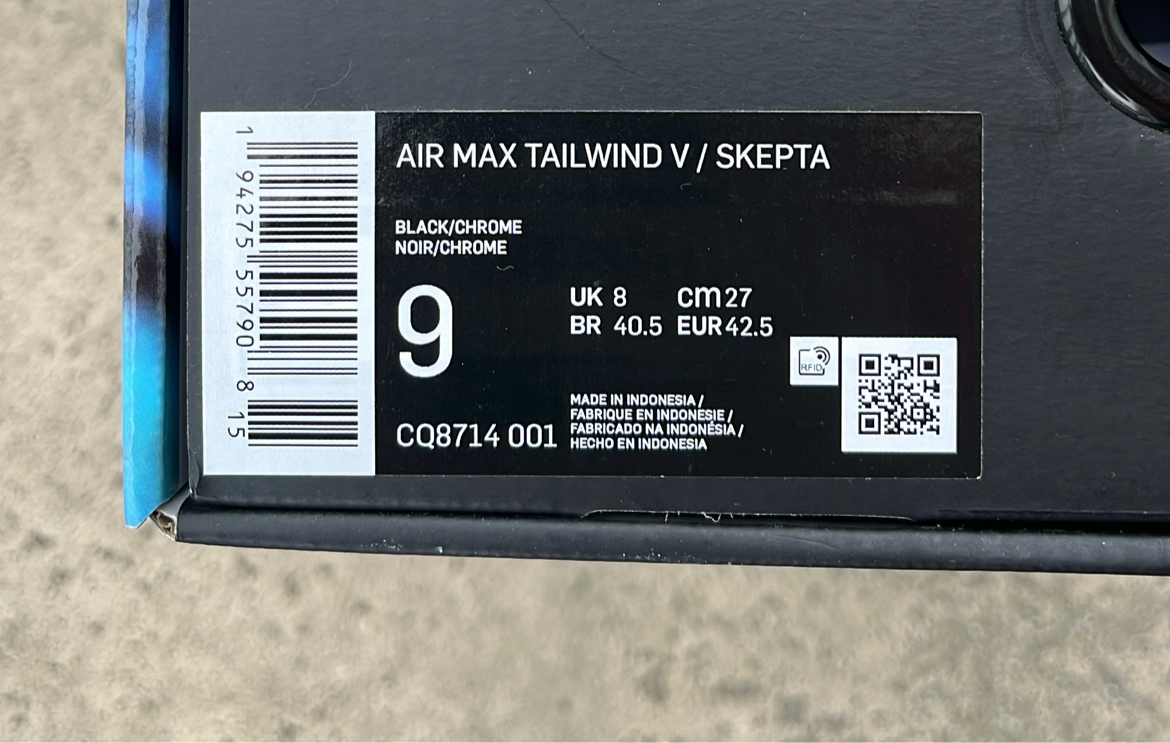 1 94275 55790 8 15
AIR MAX TAILWIND V / SKEPTA
BLACK/CHROME
NOIR/CHROME
9
UK 8 cm 27
BR 40.5 EUR 42.5
RFID
CQ8714 001
MADE IN INDONESIA /
FABRIQUE EN INDONESIE /
FABRICADO NA INDONÉSIA /
HECHO EN INDONESIA